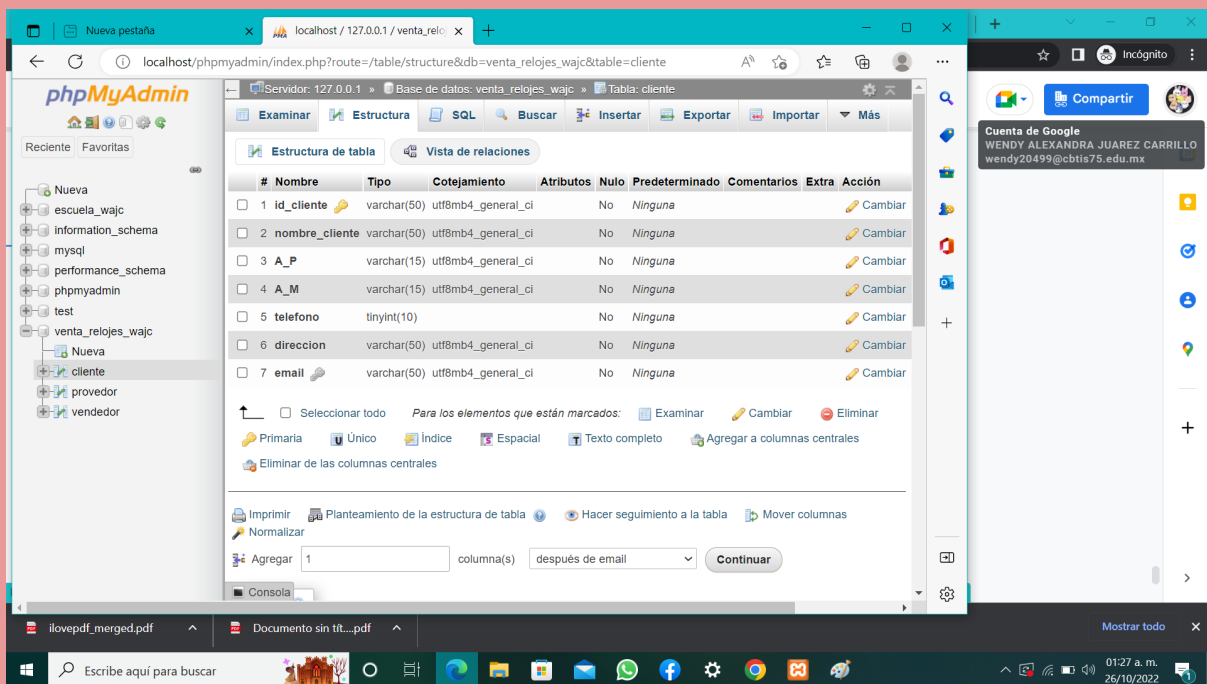 Nueva pestaña
localhost / 127.0.0.1 / venta_reloj
localhost/phpmyadmin/index.php?route=/table/structure&db=venta_relojes_wajc&table=cliente
Incógnito
phpMyAdmin
Reciente Favoritas
Nueva
escuela_wajc
information_schema
mysql
performance_schema
phpmyadmin
test
venta_relojes_wajc
Nueva
cliente
provedor
vendedor
Servidor: 127.0.0.1 » Base de datos: venta_relojes_wajc » Tabla: cliente
Examinar Estructura SQL Buscar Insertar Exportar Importar Más
Estructura de tabla Vista de relaciones
# Nombre Tipo Cotejamiento Atributos Nulo Predeterminado Comentarios Extra Acción
1 id_cliente varchar(50) utf8mb4_general_ci No Ninguna Cambiar
2 nombre_cliente varchar(50) utf8mb4_general_ci No Ninguna Cambiar
3 A_P varchar(15) utf8mb4_general_ci No Ninguna Cambiar
4 A_M varchar(15) utf8mb4_general_ci No Ninguna Cambiar
5 telefono tinyint(10) No Ninguna Cambiar
6 direccion varchar(50) utf8mb4_general_ci No Ninguna Cambiar
7 email varchar(50) utf8mb4_general_ci No Ninguna Cambiar
Seleccionar todo Para los elementos que están marcados: Examinar Cambiar Eliminar
Primaria Único Índice Espacial Texto completo Agregar a columnas centrales
Eliminar de las columnas centrales
Imprimir Planteamiento de la estructura de tabla Hacer seguimiento a la tabla Mover columnas
Normalizar
Agregar 1 columna(s) después de email Continuar
Consola
Compartir
Cuenta de Google
WENDY ALEXANDRA JUAREZ CARRILLO
wendy20499@cbtis75.edu.mx
ilovepdf_merged.pdf
Documento sin tít....pdf
Mostrar todo
Escribe aquí para buscar
01:27 a. m.
26/10/2022
1